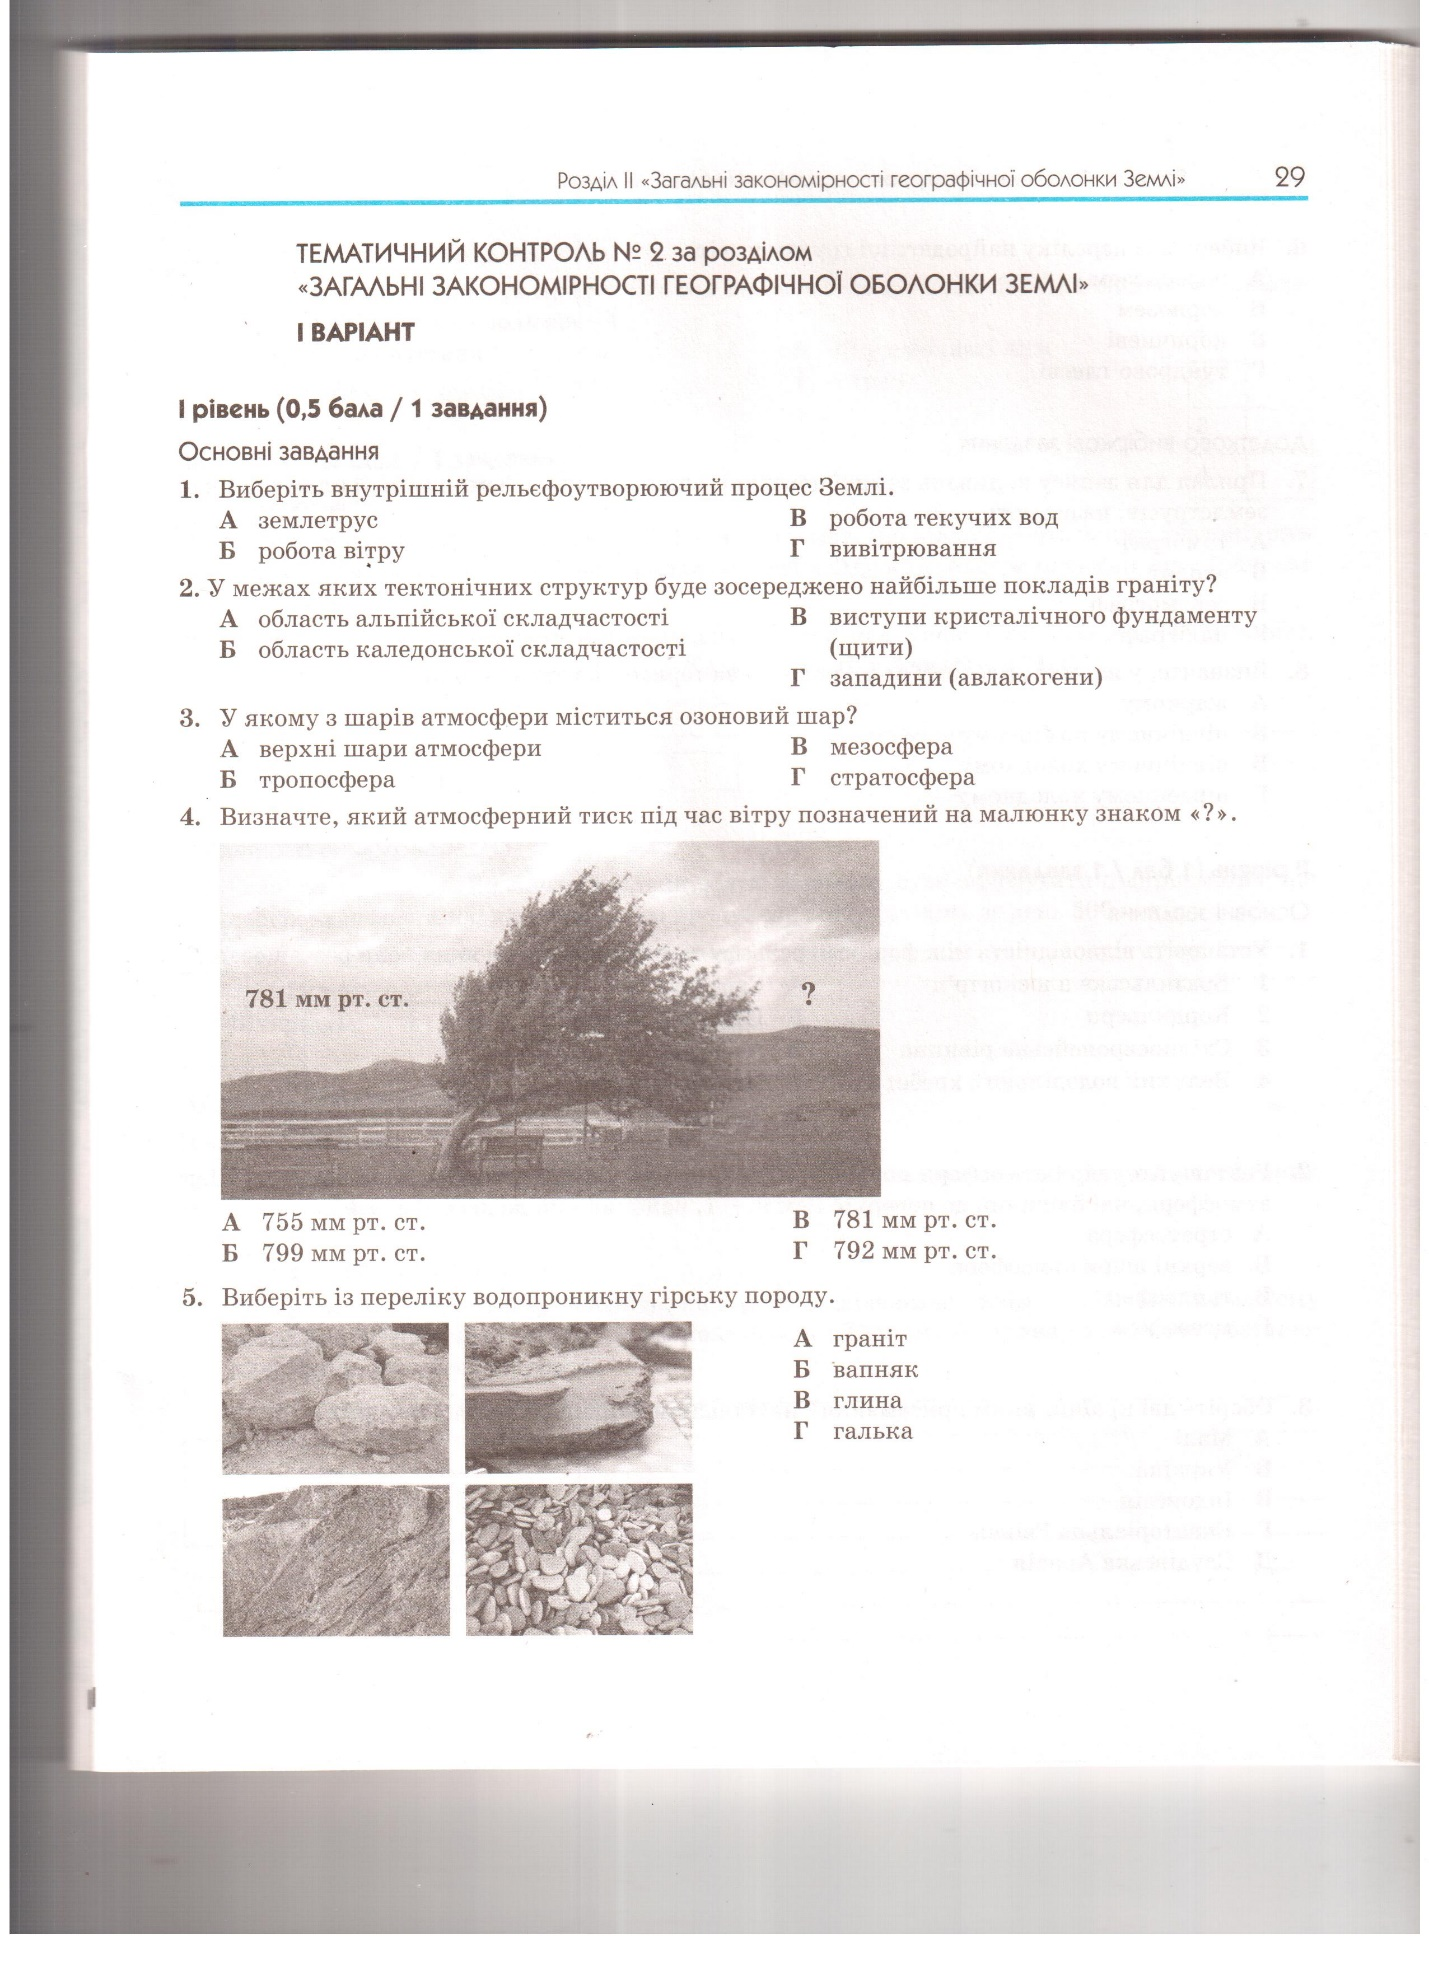 Розділ II «Загальні закономірності географічної оболонки Землі» 29
ТЕМАТИЧНИЙ КОНТРОЛЬ № 2 за розділом
«ЗАГАЛЬНІ ЗАКОНОМІРНОСТІ ГЕОГРАФІЧНОЇ ОБОЛОНКИ ЗЕМЛІ»
І ВАРІАНТ
І рівень (0,5 бала / 1 завдання)
Основні завдання
1. Виберіть внутрішній рельєфоутворюючий процес Землі.
А землетрус
Б робота вітру
В робота текучих вод
Г вивітрювання
2. У межах яких тектонічних структур буде зосереджено найбільше покладів граніту?
А область альпійської складчастості
Б область каледонської складчастості
В виступи кристалічного фундаменту
(щити)
Г западини (авлакогени)
3. У якому з шарів атмосфери міститься озоновий шар?
А верхні шари атмосфери
Б тропосфера
В мезосфера
Г стратосфера
4. Визначте, який атмосферний тиск під час вітру позначений на малюнку знаком «?».
781 мм рт. ст. ?
А 755 мм рт. ст.
Б 799 мм рт. ст.
В 781 мм рт. ст.
Г 792 мм рт. ст.
5. Виберіть із переліку водопроникну гірську породу.
А граніт
Б вапняк
В глина
Г галька